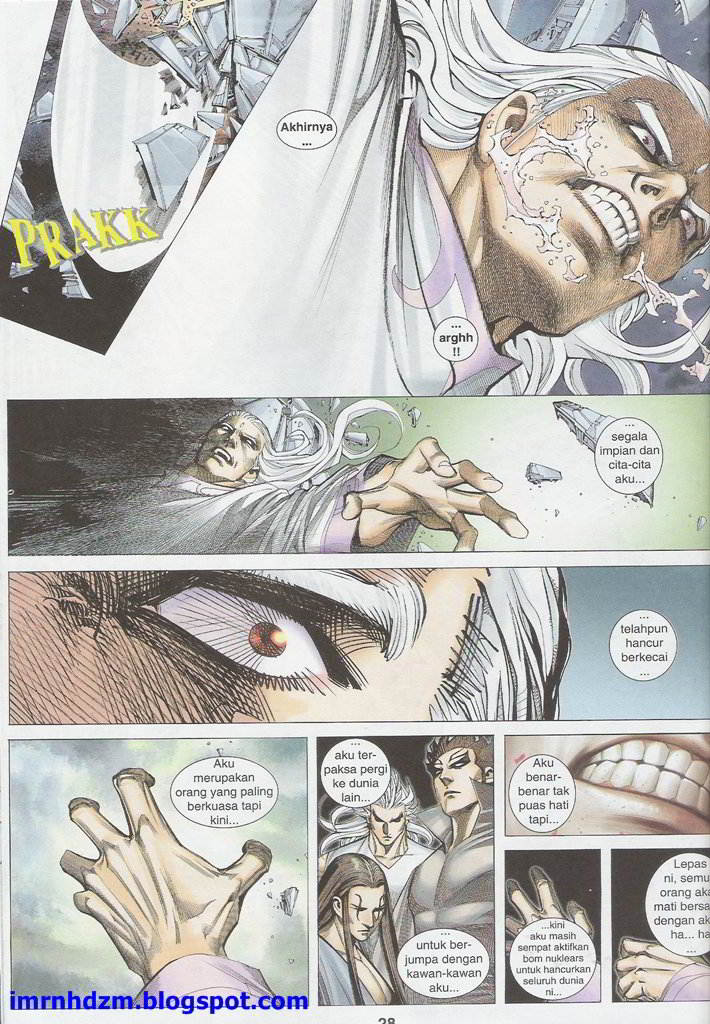 Akhirnya
...
PRAKK
...
arghh
!!
...
segala
impian dan
cita-cita
aku...
...
telahpun
hancur
berkecai
...
Aku
merupakan
orang yang paling
berkuasa tapi
kini...
...
aku ter-
paksa pergi
ke dunia
lain...
...
untuk ber-
jumpa dengan
kawan-kawan
aku...
Aku
benar-
benar tak
puas hati
tapi...
...kini
aku masih
sempat aktifkan
bom nuklears
untuk hancurkan
seluruh dunia
ni...
Lepas
ni, semu
orang aka
mati bersa
dengan ak
ha... ha
...
imrnhdzm.blogspot.com
28